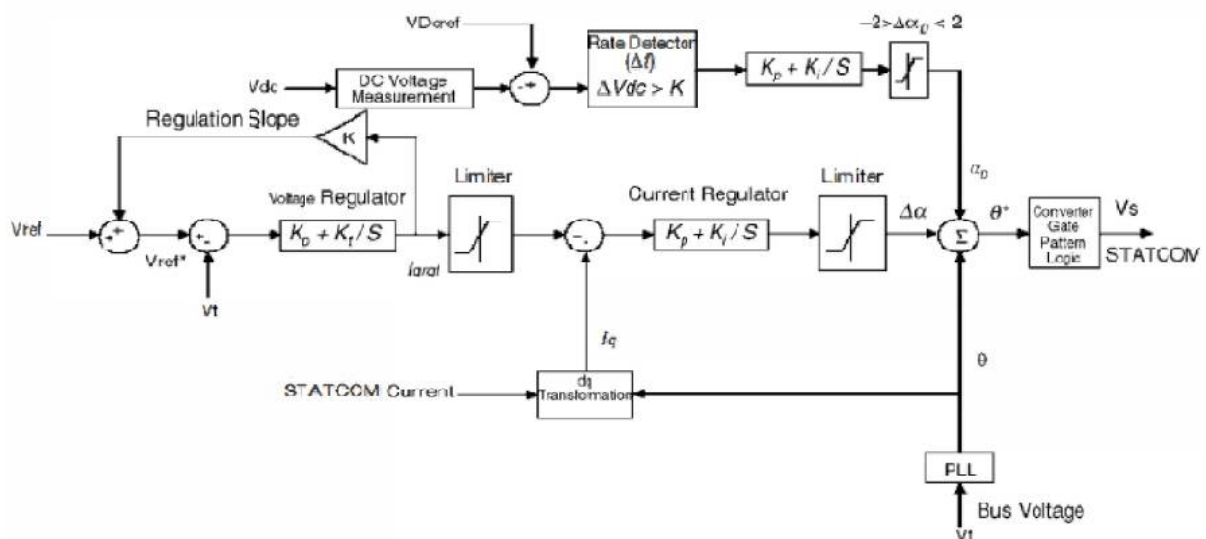 VDcref
−2>Δα_D < 2
Rate Detector
(Δf)
ΔVdc > K
K_p + K_i/S
Vdc
DC Voltage
Measurement
- +
Regulation Slope
K
Limiter
Voltage Regulator
Current Regulator
Limiter
α_D
Vref
+ +
Vref*
+ -
K_p + K_i/S
K_p + K_i/S
Δα
Σ
θ*
Converter
Gate
Pattern
Logic
Vs
STATCOM
Vt
Iq
θ
STATCOM Current
dq
Transformation
PLL
Bus Voltage
Vt